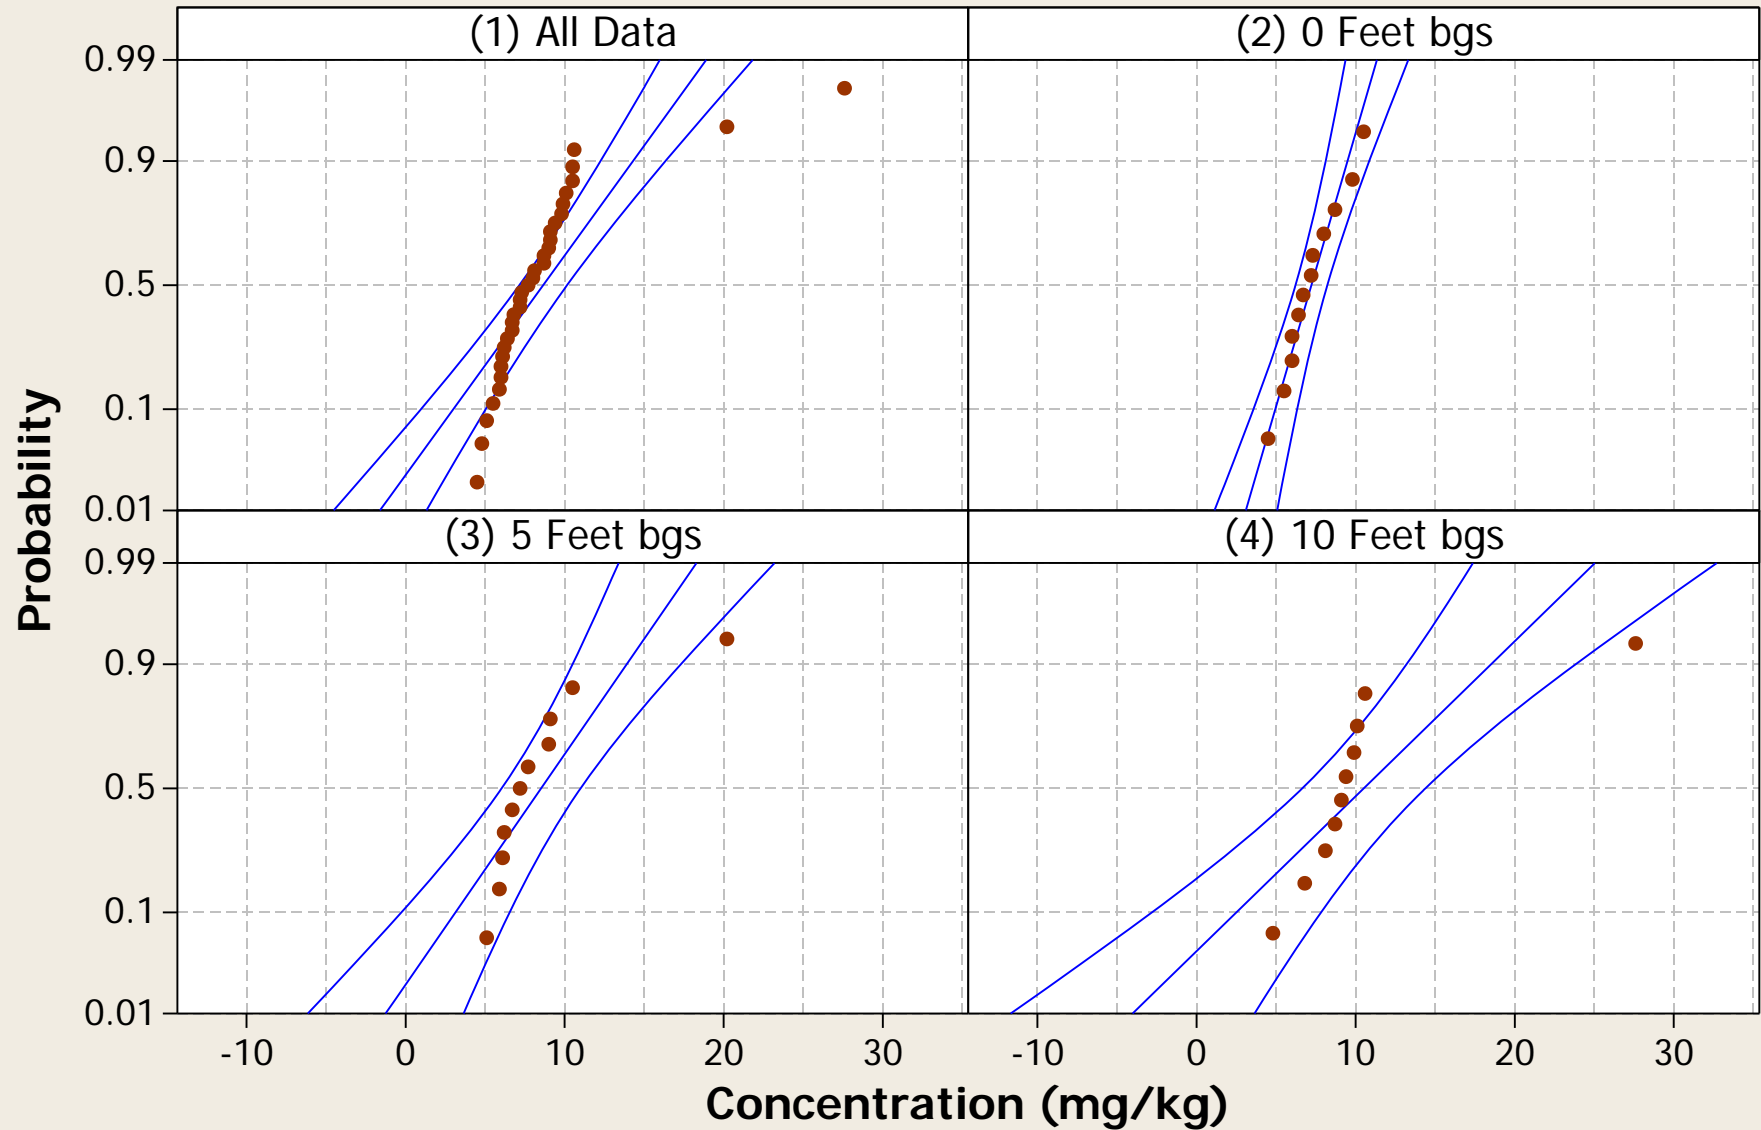 (1) All Data
(2) 0 Feet bgs
0.99
0.9
0.5
0.1
0.01
(3) 5 Feet bgs
(4) 10 Feet bgs
0.99
0.9
0.5
0.1
0.01
Probability
-10 0 10 20 30
-10 0 10 20 30
Concentration (mg/kg)